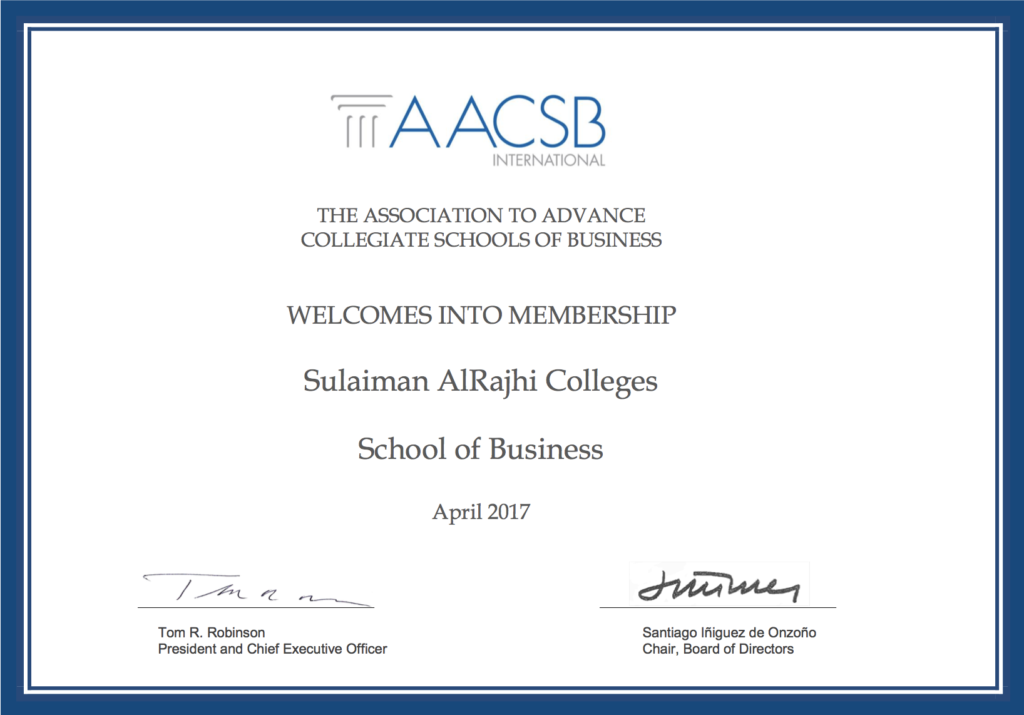 AACSB
INTERNATIONAL
THE ASSOCIATION TO ADVANCE
COLLEGIATE SCHOOLS OF BUSINESS
WELCOMES INTO MEMBERSHIP
Sulaiman AlRajhi Colleges
School of Business
April 2017
Tom R. Robinson
President and Chief Executive Officer
Santiago Iñiguez de Onzoño
Chair, Board of Directors